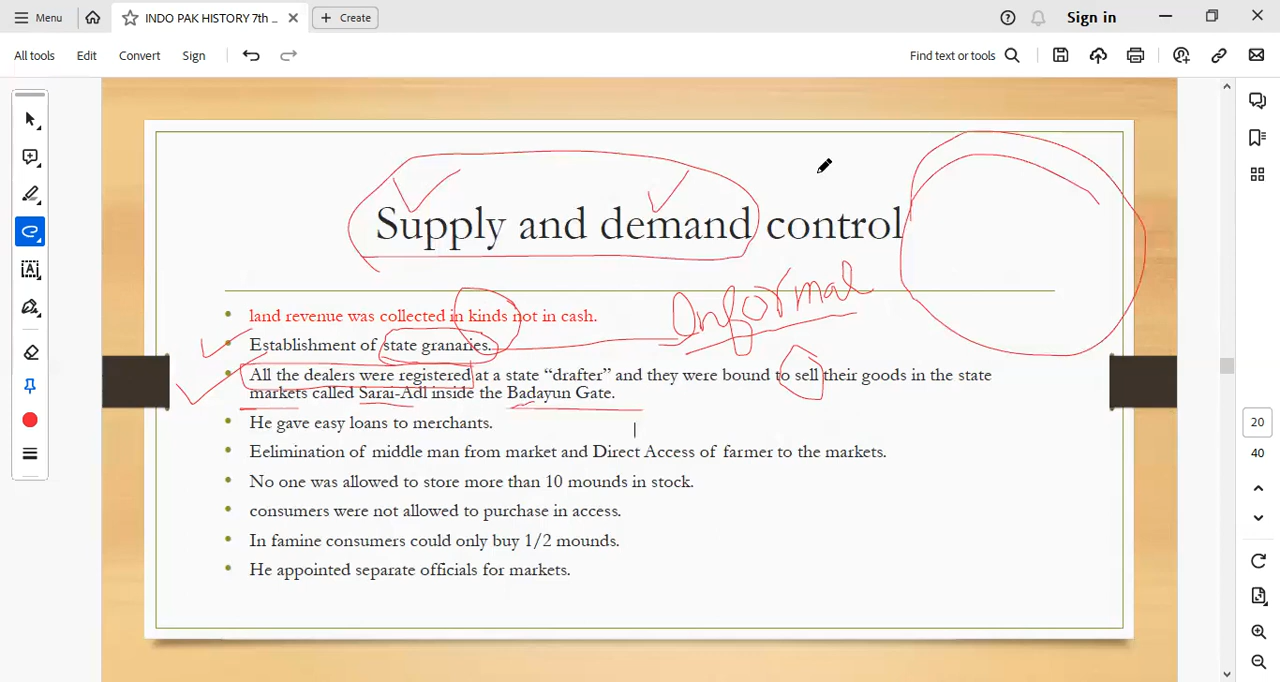 Menu
INDO PAK HISTORY 7th ...
Create
Sign in
All tools
Edit
Convert
Sign
Find text or tools
Supply and demand control
Informal
land revenue was collected in kinds not in cash.
Establishment of state granaries.
All the dealers were registered at a state “drafter” and they were bound to sell their goods in the state
markets called Sarai-Adl inside the Badayun Gate.
He gave easy loans to merchants.
Eelimination of middle man from market and Direct Access of farmer to the markets.
No one was allowed to store more than 10 mounds in stock.
consumers were not allowed to purchase in access.
In famine consumers could only buy 1/2 mounds.
He appointed separate officials for markets.
20
40